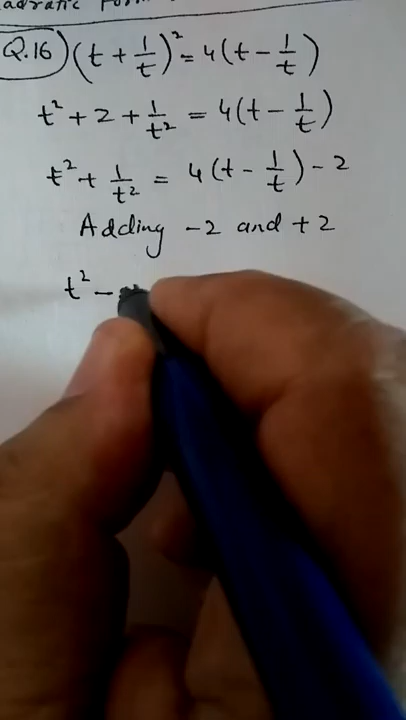 Q.16) (t + 1/t)² = 4(t - 1/t)
t² + 2 + 1/t² = 4(t - 1/t)
t² + 1/t² = 4(t - 1/t) - 2
Adding -2 and +2
t² -